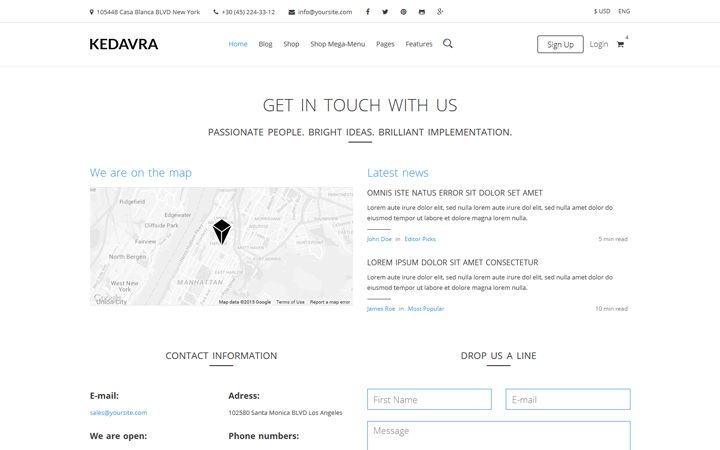 105448 Casa Blanca BLVD New York +30 (45) 224-33-12 info@yoursite.com $ USD ENG
KEDAVRA Home Blog Shop Shop Mega-Menu Pages Features Sign Up Login 4
GET IN TOUCH WITH US
PASSIONATE PEOPLE. BRIGHT IDEAS. BRILLIANT IMPLEMENTATION.
We are on the map
Ridgefield
Edgewater
Cliffside Park
Fairview
North Bergen
West New York
Union City
MANHATTAN
EAST HARLEM
Google
Map data ©2015 Google Terms of Use Report a map error
Latest news
OMNIS ISTE NATUS ERROR SIT DOLOR SET AMET
Lorem aute irure dolor elit, sed nulla lorem aute irure dol elit, sed nulla amet dolor do
eiusmod tempor ut labore et dolore magna lorem nulla.
John Doe in Editor Picks 5 min read
LOREM IPSUM DOLOR SIT AMET CONSECTETUR
Lorem aute irure dolor elit, sed nulla lorem aute irure dol elit, sed nulla amet dolor do
eiusmod tempor ut labore et dolore magna lorem nulla.
James Roe in Most Popular 10 min read
CONTACT INFORMATION
E-mail: Adress:
sales@yoursite.com 102580 Santa Monica BLVD Los Angeles
We are open: Phone numbers:
DROP US A LINE
First Name E-mail
Message